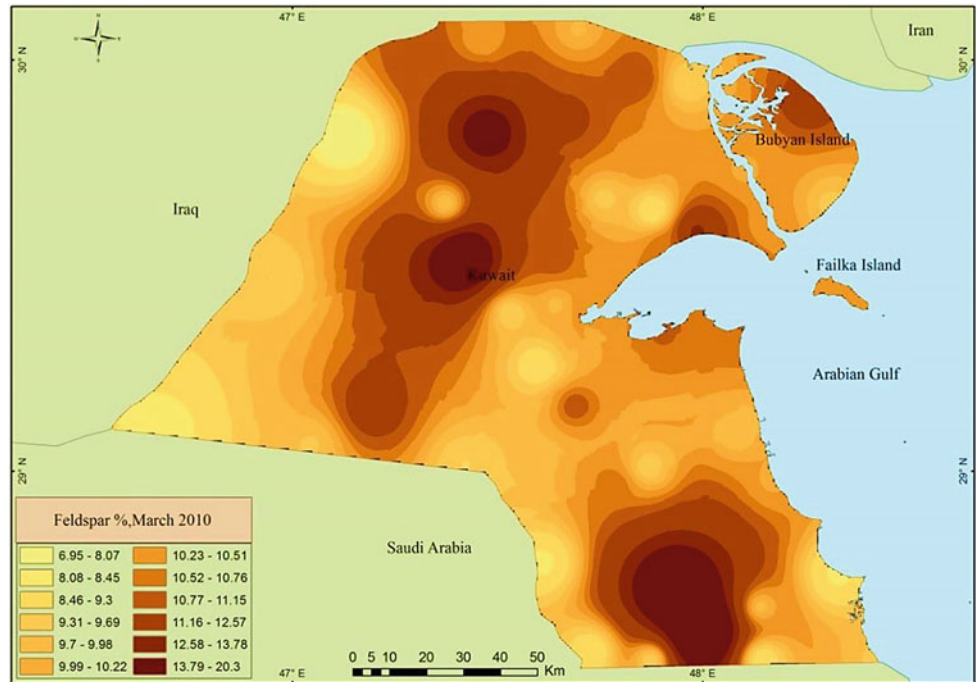 47° E
48° E
Iran
30° N
30° N
Bubyan Island
Iraq
Failka Island
Kuwait
Arabian Gulf
29° N
29° N
Feldspar %,March 2010
Saudi Arabia
6.95 - 8.07
10.23 - 10.51
8.08 - 8.45
10.52 - 10.76
8.46 - 9.3
10.77 - 11.15
9.31 - 9.69
11.16 - 12.57
9.7 - 9.98
12.58 - 13.78
9.99 - 10.22
13.79 - 20.3
0 5 10 20 30 40 50
Km
47° E
48° E